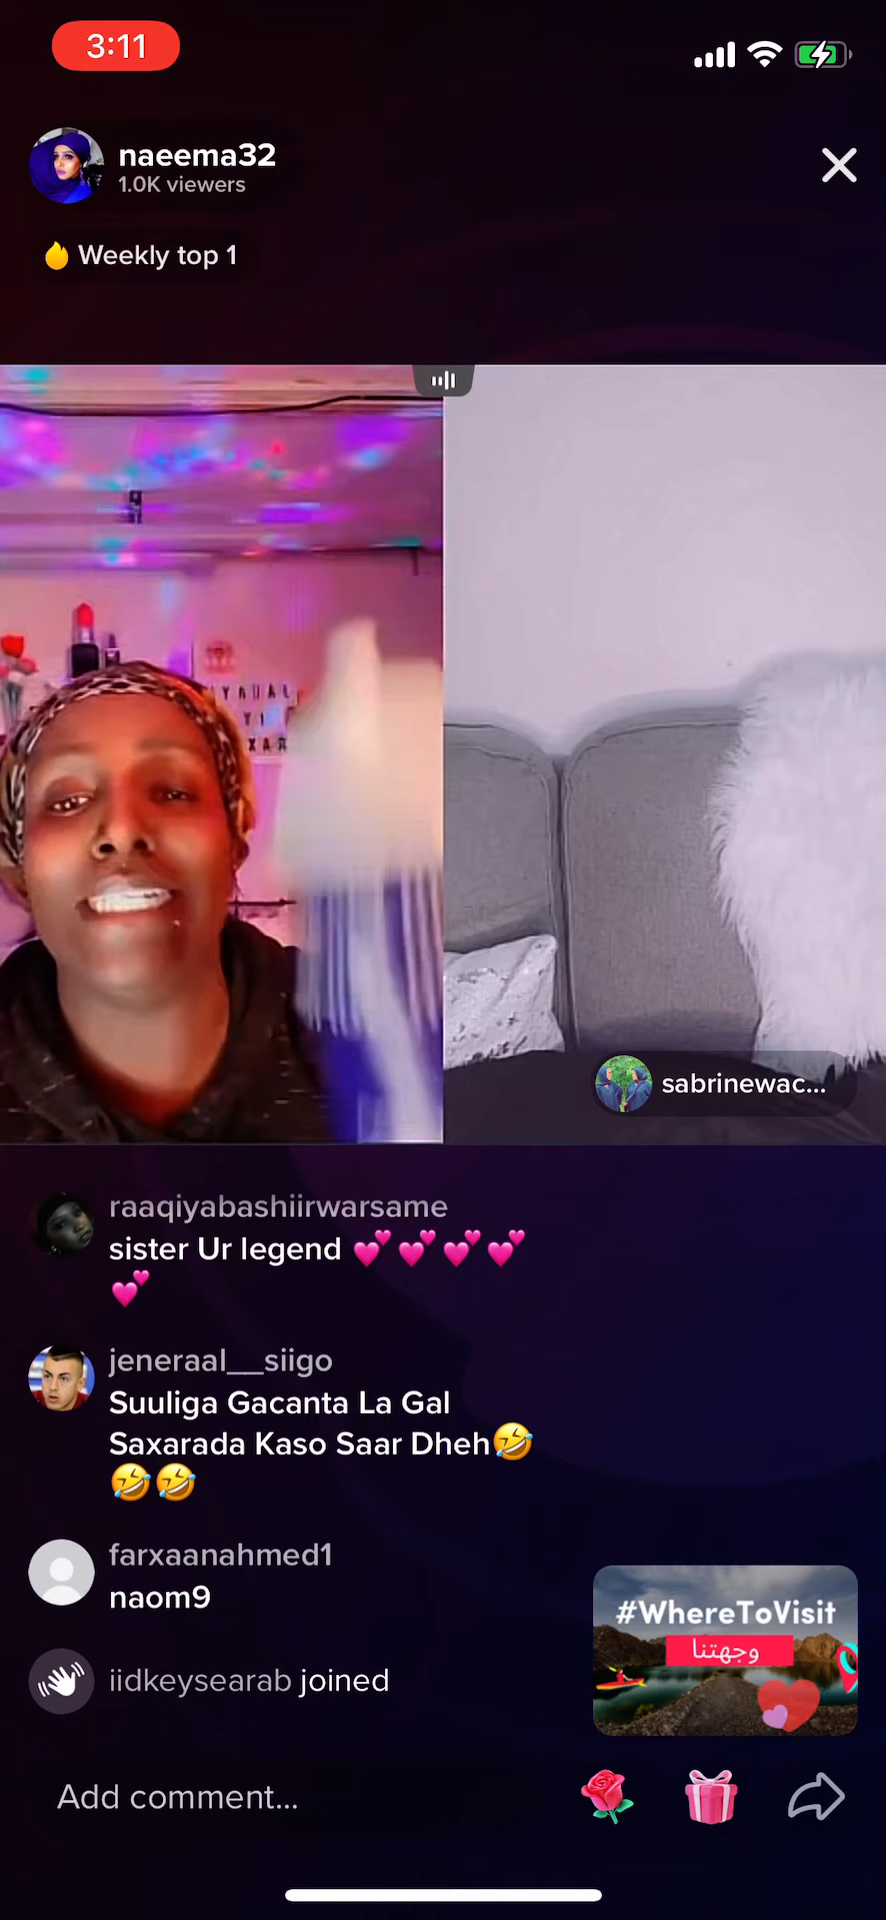 3:11
naeema32
1.0K viewers
Weekly top 1
XAR
sabrinewac...
raaqiyabashiirwarsame
sister Ur legend 💕💕💕💕
💕
jeneraal__siigo
Suuliga Gacanta La Gal
Saxarada Kaso Saar Dheh🤣
🤣🤣
farxaanahmed1
naom9
#WhereToVisit
وجهتنا
iidkeysearab joined
Add comment...